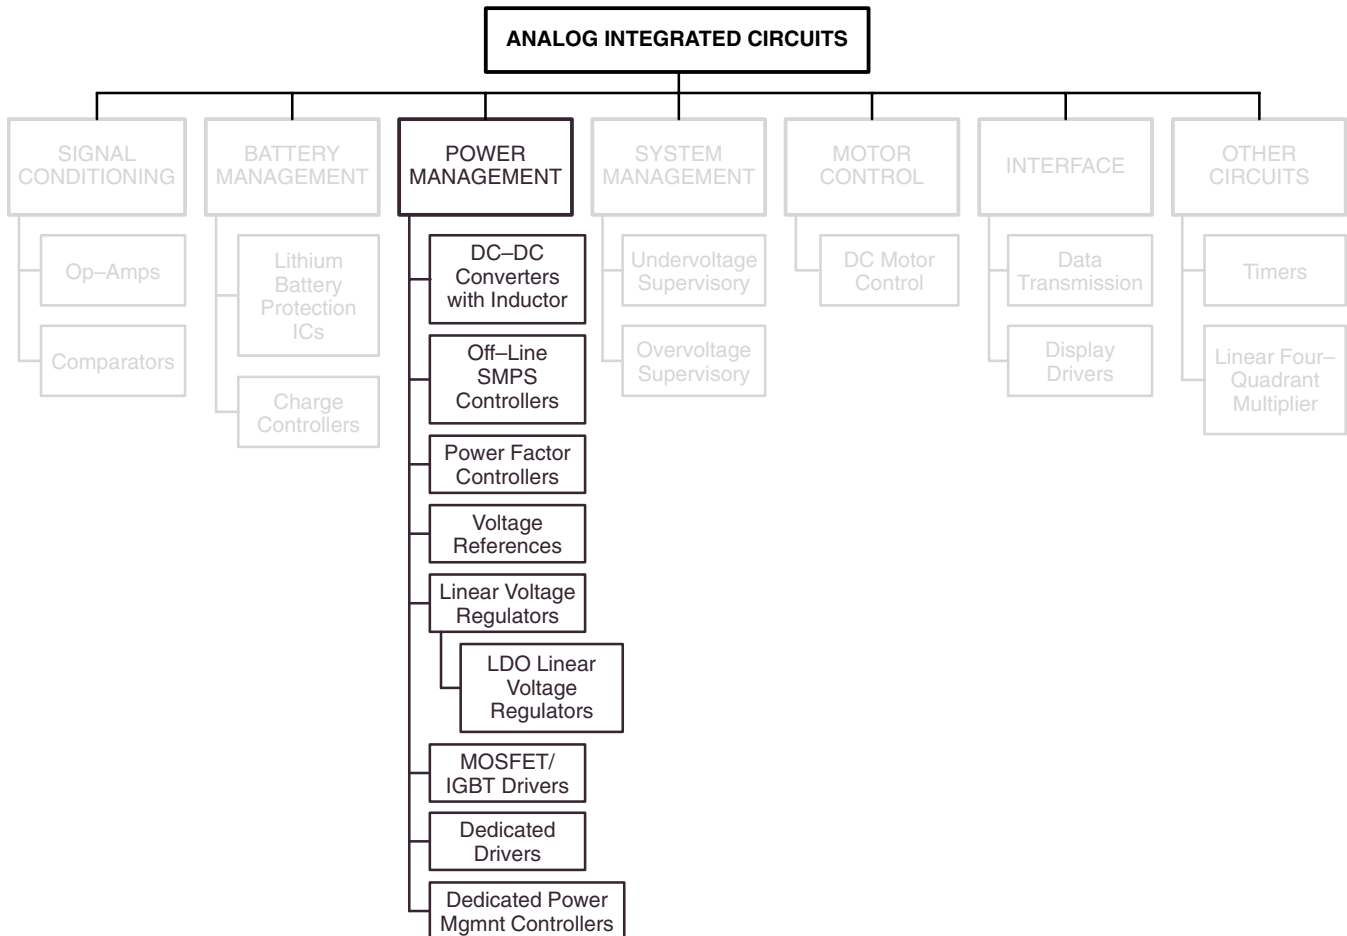 ANALOG INTEGRATED CIRCUITS
SIGNAL
CONDITIONING
Op–Amps
Comparators
BATTERY
MANAGEMENT
Lithium
Battery
Protection
ICs
Charge
Controllers
POWER
MANAGEMENT
DC–DC
Converters
with Inductor
Off–Line
SMPS
Controllers
Power Factor
Controllers
Voltage
References
Linear Voltage
Regulators
LDO Linear
Voltage
Regulators
MOSFET/
IGBT Drivers
Dedicated
Drivers
Dedicated Power
Mgmnt Controllers
SYSTEM
MANAGEMENT
Undervoltage
Supervisory
Overvoltage
Supervisory
MOTOR
CONTROL
DC Motor
Control
INTERFACE
Data
Transmission
Display
Drivers
OTHER
CIRCUITS
Timers
Linear Four–
Quadrant
Multiplier